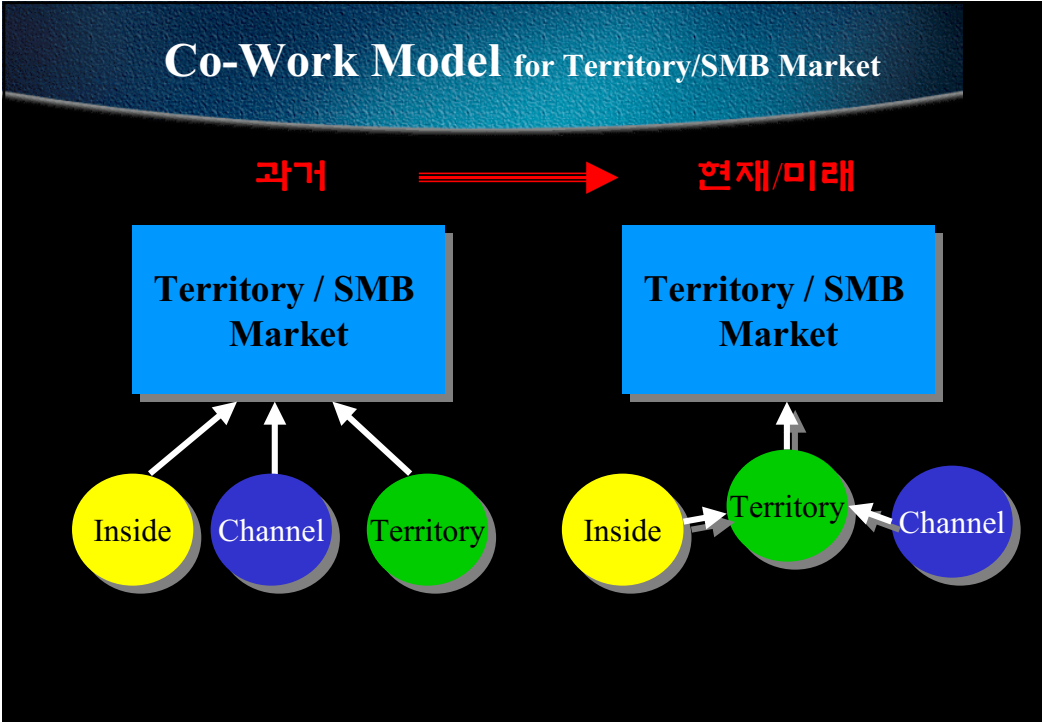 Co-Work Model for Territory/SMB Market
과거
현재/미래
Territory / SMB
Market
Inside
Channel
Territory
Territory / SMB
Market
Inside
Territory
Channel